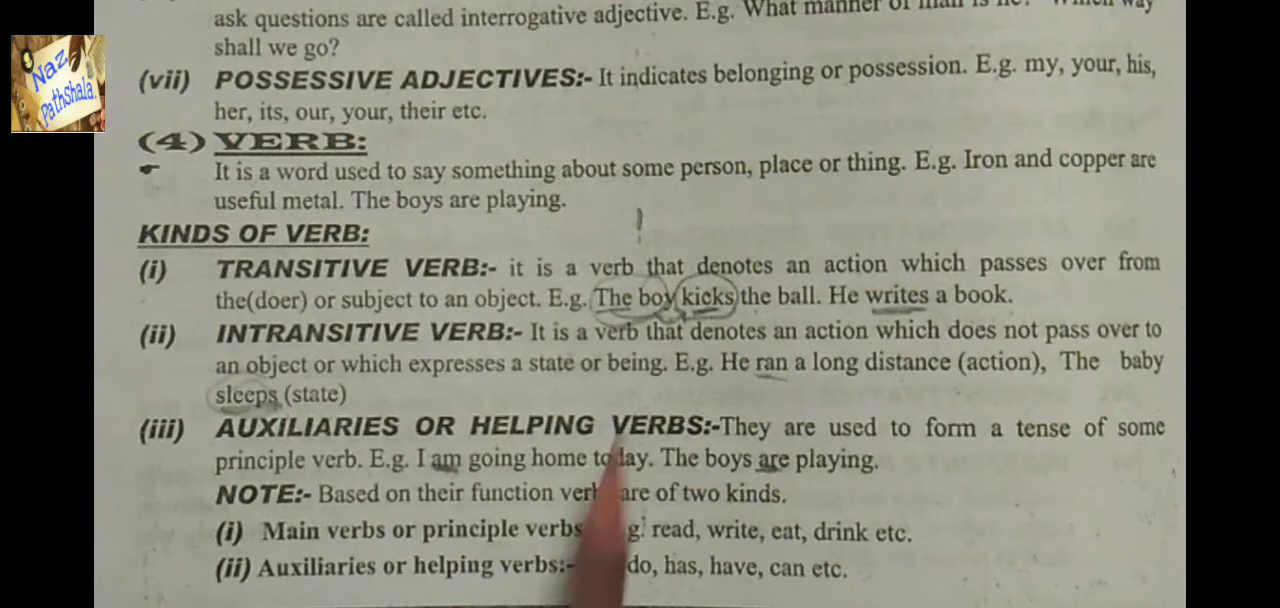 ask questions are called interrogative adjective. E.g. What manner of man is he? Which way
shall we go?
Naz
Pathshala.
(vii) POSSESSIVE ADJECTIVES:- It indicates belonging or possession. E.g. my, your, his,
her, its, our, your, their etc.
(4) VERB:
It is a word used to say something about some person, place or thing. E.g. Iron and copper are
useful metal. The boys are playing.
KINDS OF VERB:
(i) TRANSITIVE VERB:- it is a verb that denotes an action which passes over from
the(doer) or subject to an object. E.g. The boy kicks the ball. He writes a book.
(ii) INTRANSITIVE VERB:- It is a verb that denotes an action which does not pass over to
an object or which expresses a state or being. E.g. He ran a long distance (action), The baby
sleeps (state)
(iii) AUXILIARIES OR HELPING VERBS:-They are used to form a tense of some
principle verb. E.g. I am going home today. The boys are playing.
NOTE:- Based on their function verb are of two kinds.
(i) Main verbs or principle verbs g. read, write, eat, drink etc.
(ii) Auxiliaries or helping verbs:- do, has, have, can etc.